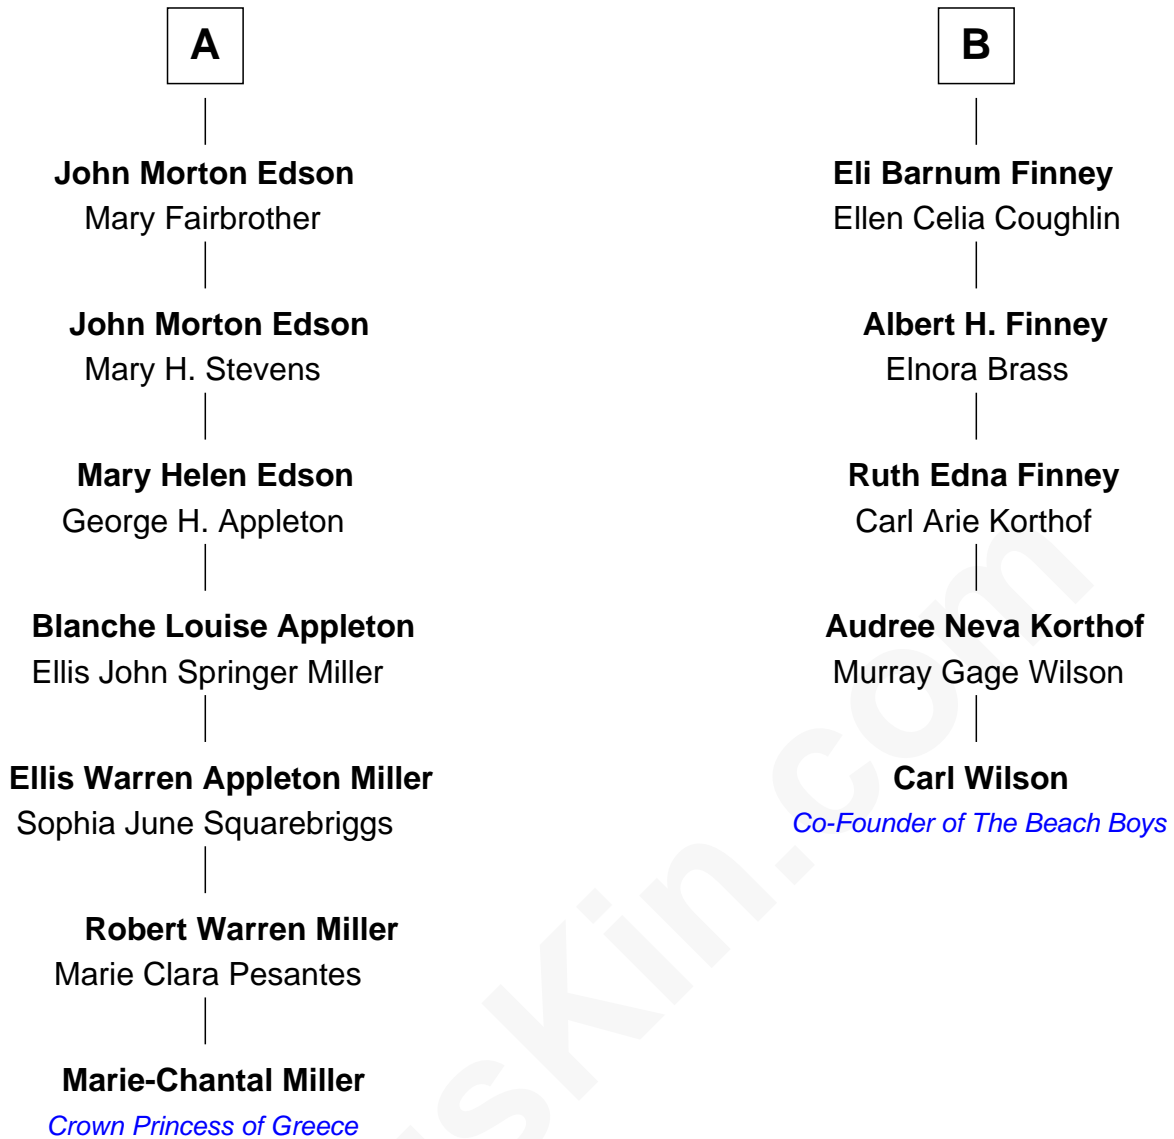 A
John Morton Edson
Mary Fairbrother
John Morton Edson
Mary H. Stevens
Mary Helen Edson
George H. Appleton
Blanche Louise Appleton
Ellis John Springer Miller
Ellis Warren Appleton Miller
Sophia June Squarebriggs
Robert Warren Miller
Marie Clara Pesantes
Marie-Chantal Miller
Crown Princess of Greece
B
Eli Barnum Finney
Ellen Celia Coughlin
Albert H. Finney
Elnora Brass
Ruth Edna Finney
Carl Arie Korthof
Audree Neva Korthof
Murray Gage Wilson
Carl Wilson
Co-Founder of The Beach Boys
sKin.com